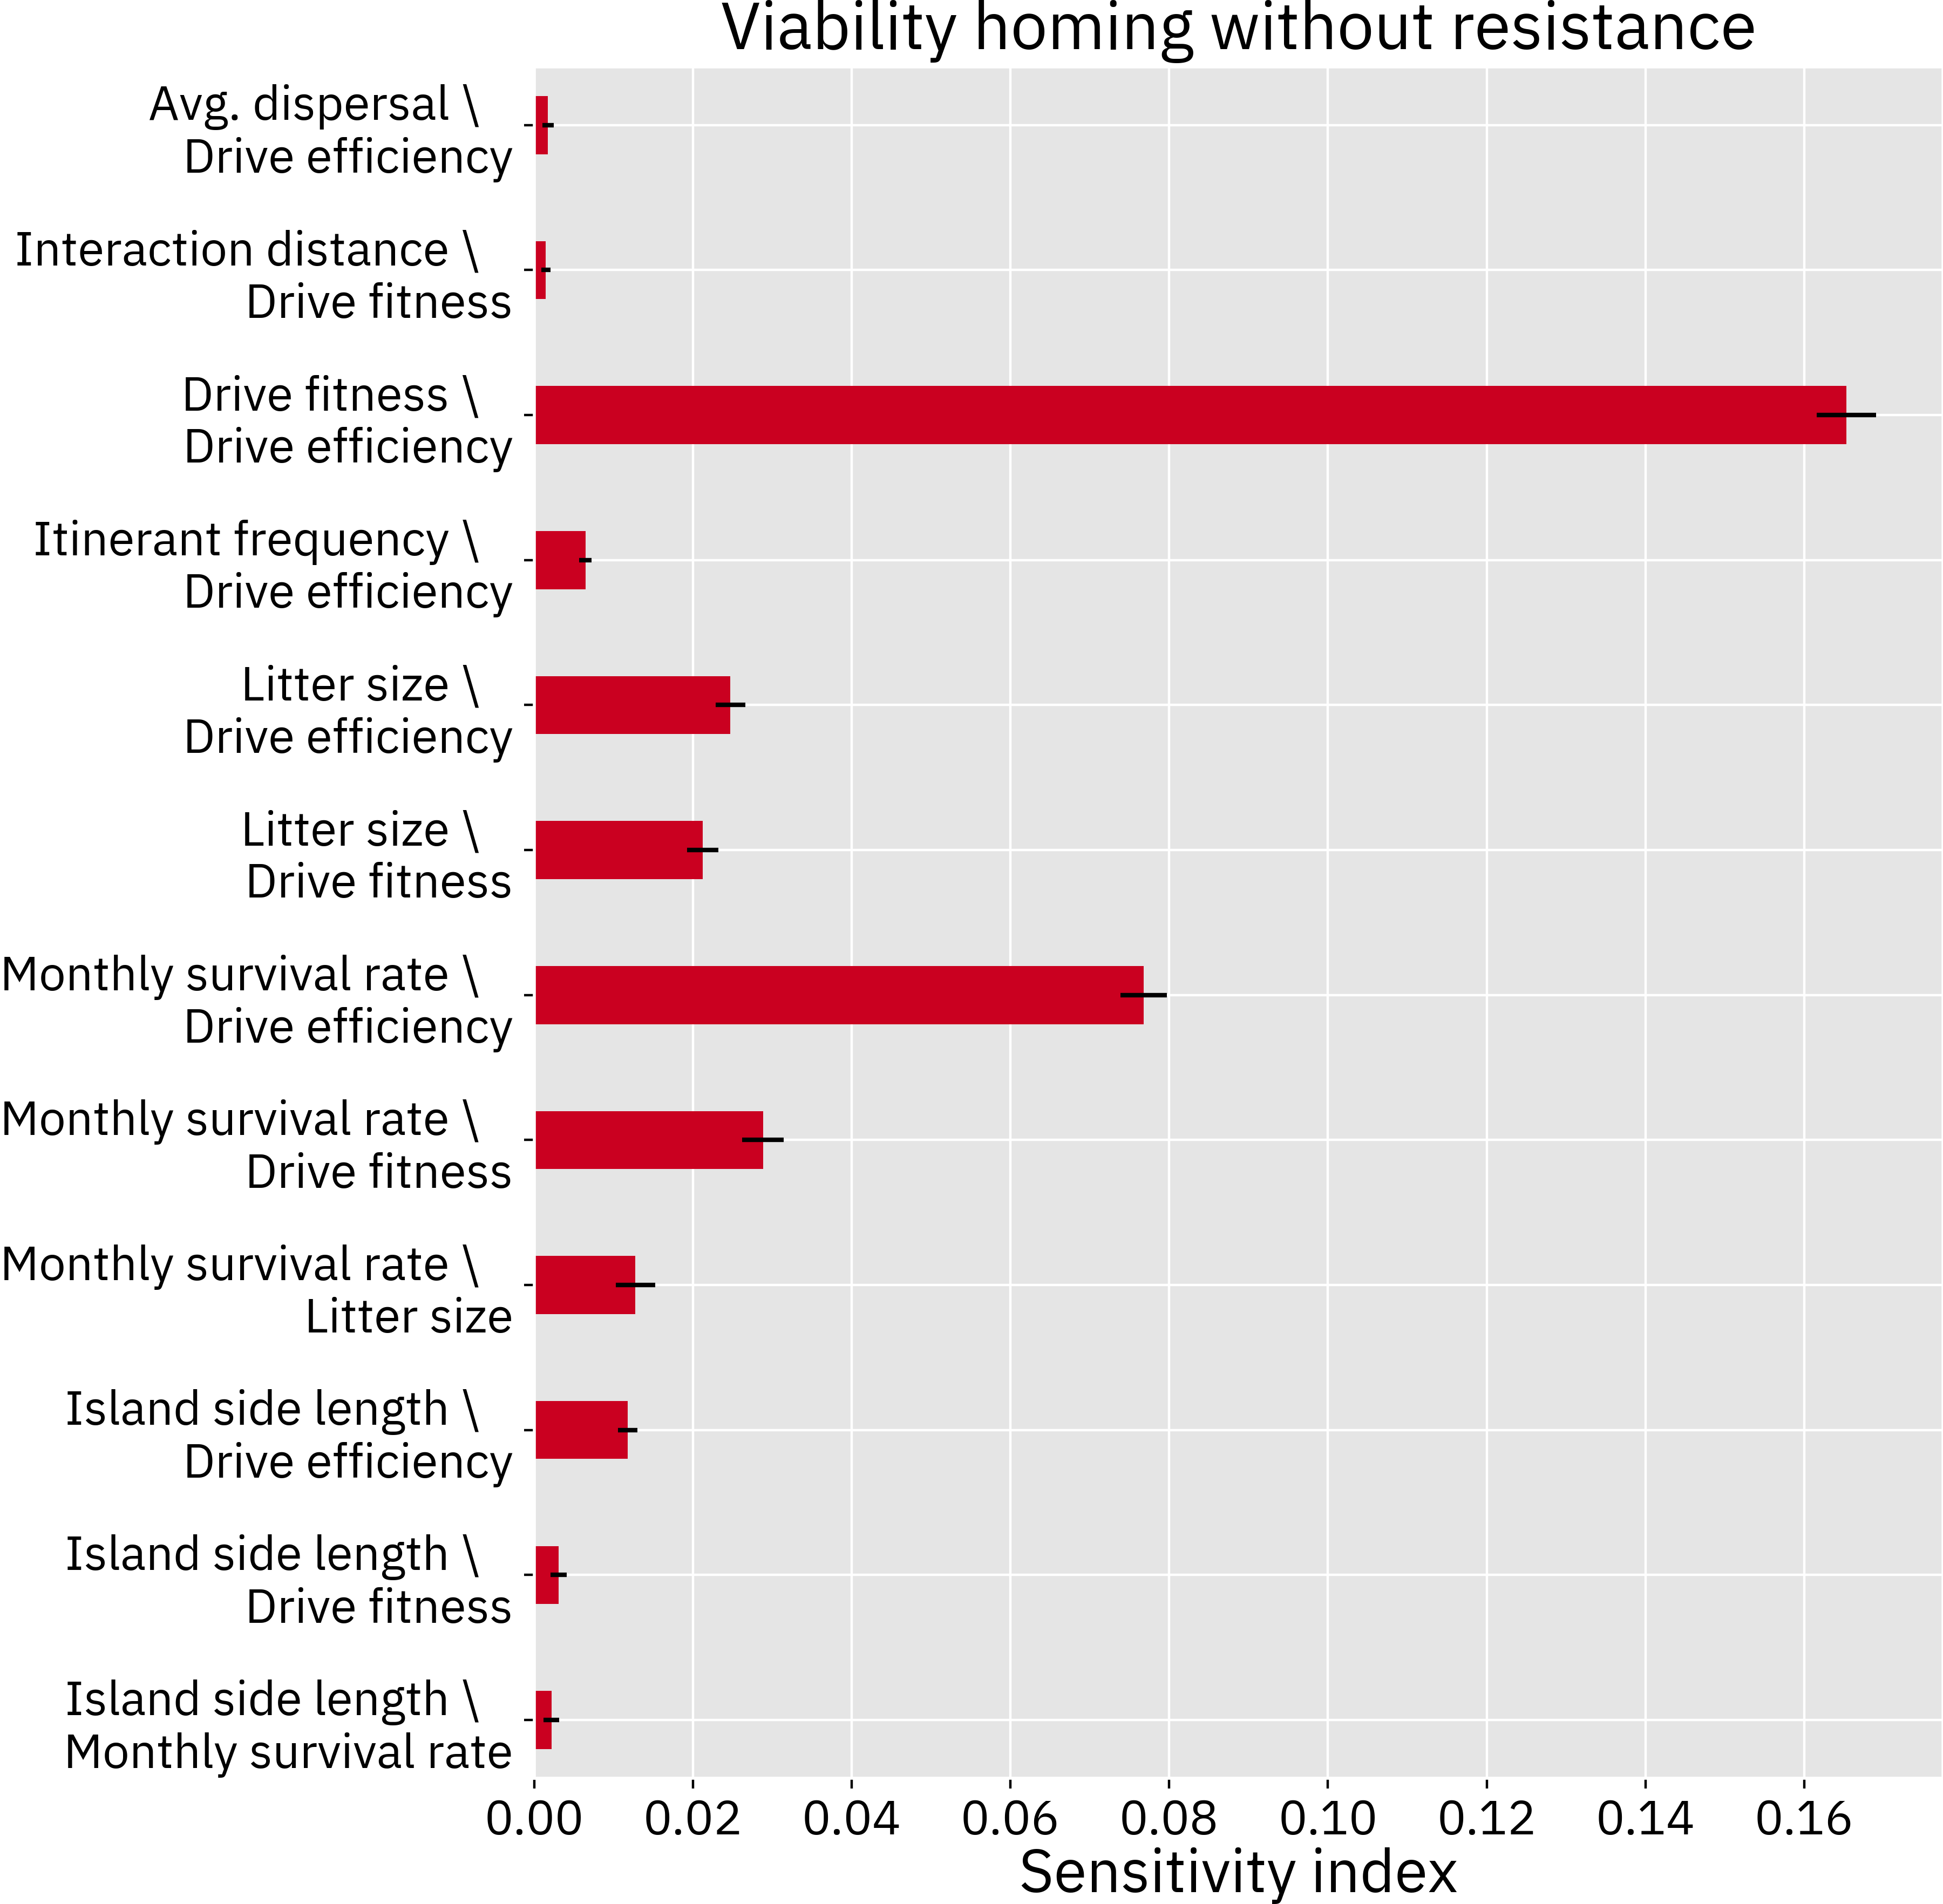 Viability homing without resistance
Avg. dispersal \
Drive efficiency
Interaction distance \
Drive fitness
Drive fitness \
Drive efficiency
Itinerant frequency \
Drive efficiency
Litter size \
Drive efficiency
Litter size \
Drive fitness
Monthly survival rate \
Drive efficiency
Monthly survival rate \
Drive fitness
Monthly survival rate \
Litter size
Island side length \
Drive efficiency
Island side length \
Drive fitness
Island side length \
Monthly survival rate
0.00 0.02 0.04 0.06 0.08 0.10 0.12 0.14 0.16
Sensitivity index